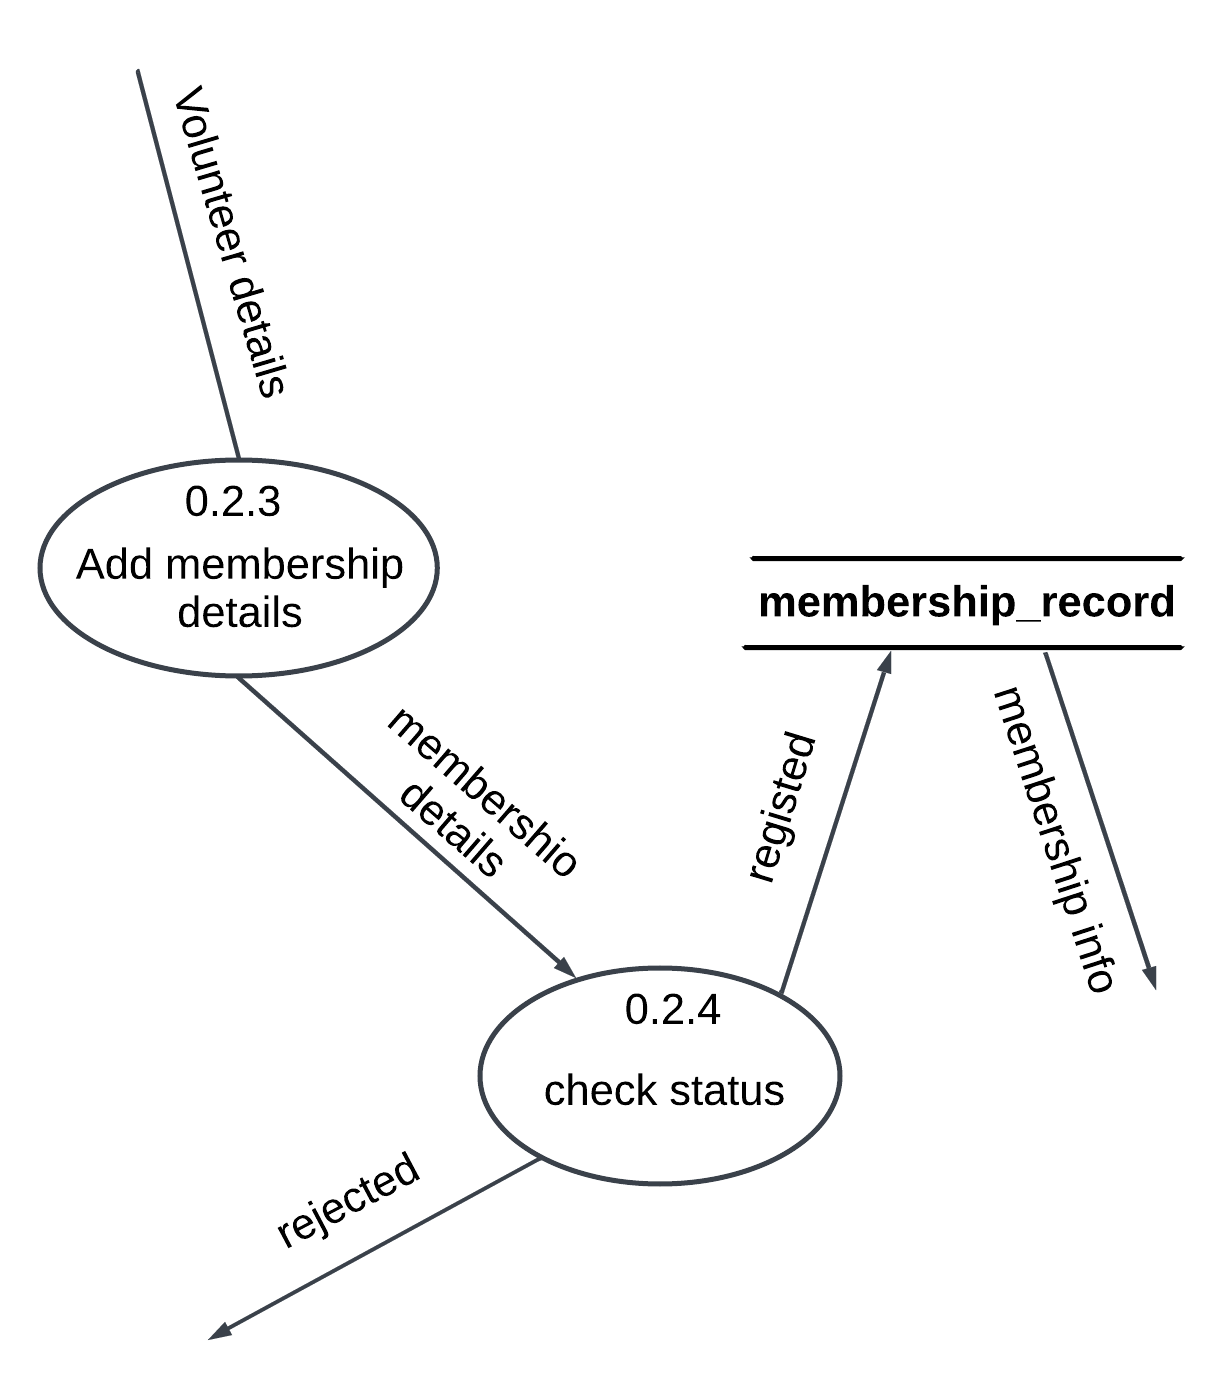 Volunteer details
0.2.3
Add membership
details
membership_record
membershio
details
registed
membership info
0.2.4
check status
rejected